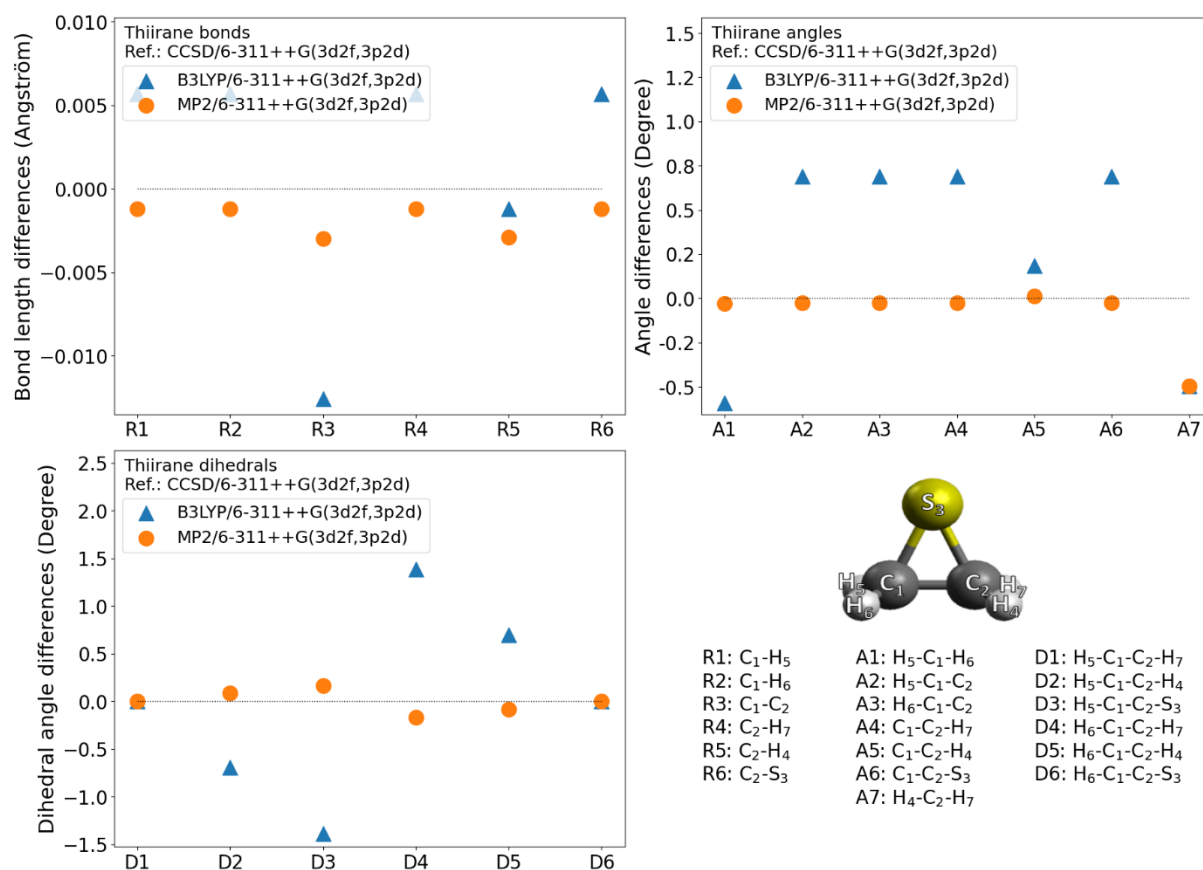 Thiirane bonds
Ref.: CCSD/6-311++G(3d2f,3p2d)
B3LYP/6-311++G(3d2f,3p2d)
MP2/6-311++G(3d2f,3p2d)
Bond length differences (Angström)
0.010
0.005
0.000
−0.005
−0.010
R1 R2 R3 R4 R5 R6
Thiirane angles
Ref.: CCSD/6-311++G(3d2f,3p2d)
B3LYP/6-311++G(3d2f,3p2d)
MP2/6-311++G(3d2f,3p2d)
Angle differences (Degree)
1.5
1.2
1.0
0.8
0.5
0.2
0.0
-0.2
-0.5
A1 A2 A3 A4 A5 A6 A7
Thiirane dihedrals
Ref.: CCSD/6-311++G(3d2f,3p2d)
B3LYP/6-311++G(3d2f,3p2d)
MP2/6-311++G(3d2f,3p2d)
Dihedral angle differences (Degree)
2.5
2.0
1.5
1.0
0.5
0.0
−0.5
−1.0
−1.5
D1 D2 D3 D4 D5 D6
S₃
H₅ C₁ C₂ H₇
H₆ H₄
R1: C₁-H₅ A1: H₅-C₁-H₆ D1: H₅-C₁-C₂-H₇
R2: C₁-H₆ A2: H₅-C₁-C₂ D2: H₅-C₁-C₂-H₄
R3: C₁-C₂ A3: H₆-C₁-C₂ D3: H₅-C₁-C₂-S₃
R4: C₂-H₇ A4: C₁-C₂-H₇ D4: H₆-C₁-C₂-H₇
R5: C₂-H₄ A5: C₁-C₂-H₄ D5: H₆-C₁-C₂-H₄
R6: C₂-S₃ A6: C₁-C₂-S₃ D6: H₆-C₁-C₂-S₃
A7: H₄-C₂-H₇